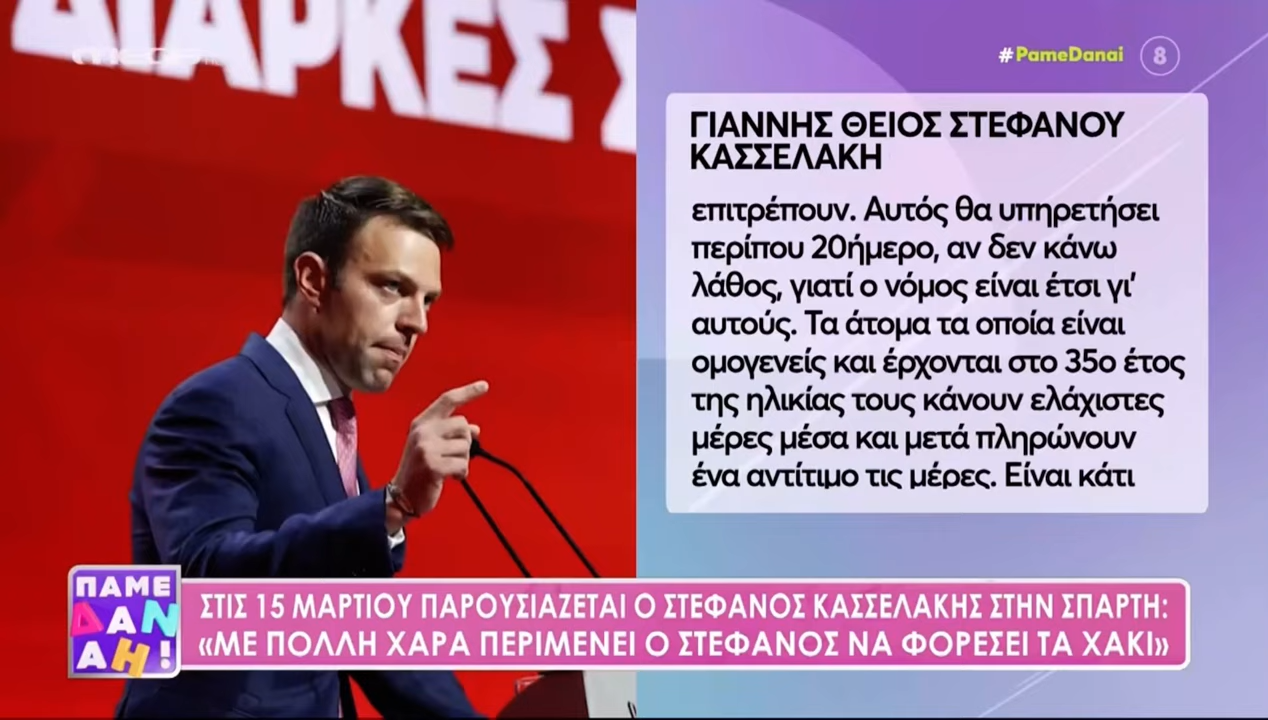 ΔΙΑΡΚΕΣ Σ
mega
#PameDanai
8
ΓΙΑΝΝΗΣ ΘΕΙΟΣ ΣΤΕΦΑΝΟΥ
ΚΑΣΣΕΛΑΚΗ
επιτρέπουν. Αυτός θα υπηρετήσει
περίπου 20ήμερο, αν δεν κάνω
λάθος, γιατί ο νόμος είναι έτσι γι'
αυτούς. Τα άτομα τα οποία είναι
ομογενείς και έρχονται στο 35ο έτος
της ηλικίας τους κάνουν ελάχιστες
μέρες μέσα και μετά πληρώνουν
ένα αντίτιμο τις μέρες. Είναι κάτι
ΠΑΜΕ
ΔΑΝ
ΑΗ!
ΣΤΙΣ 15 ΜΑΡΤΙΟΥ ΠΑΡΟΥΣΙΑΖΕΤΑΙ Ο ΣΤΕΦΑΝΟΣ ΚΑΣΣΕΛΑΚΗΣ ΣΤΗΝ ΣΠΑΡΤΗ:
«ΜΕ ΠΟΛΛΗ ΧΑΡΑ ΠΕΡΙΜΕΝΕΙ Ο ΣΤΕΦΑΝΟΣ ΝΑ ΦΟΡΕΣΕΙ ΤΑ ΧΑΚΙ»